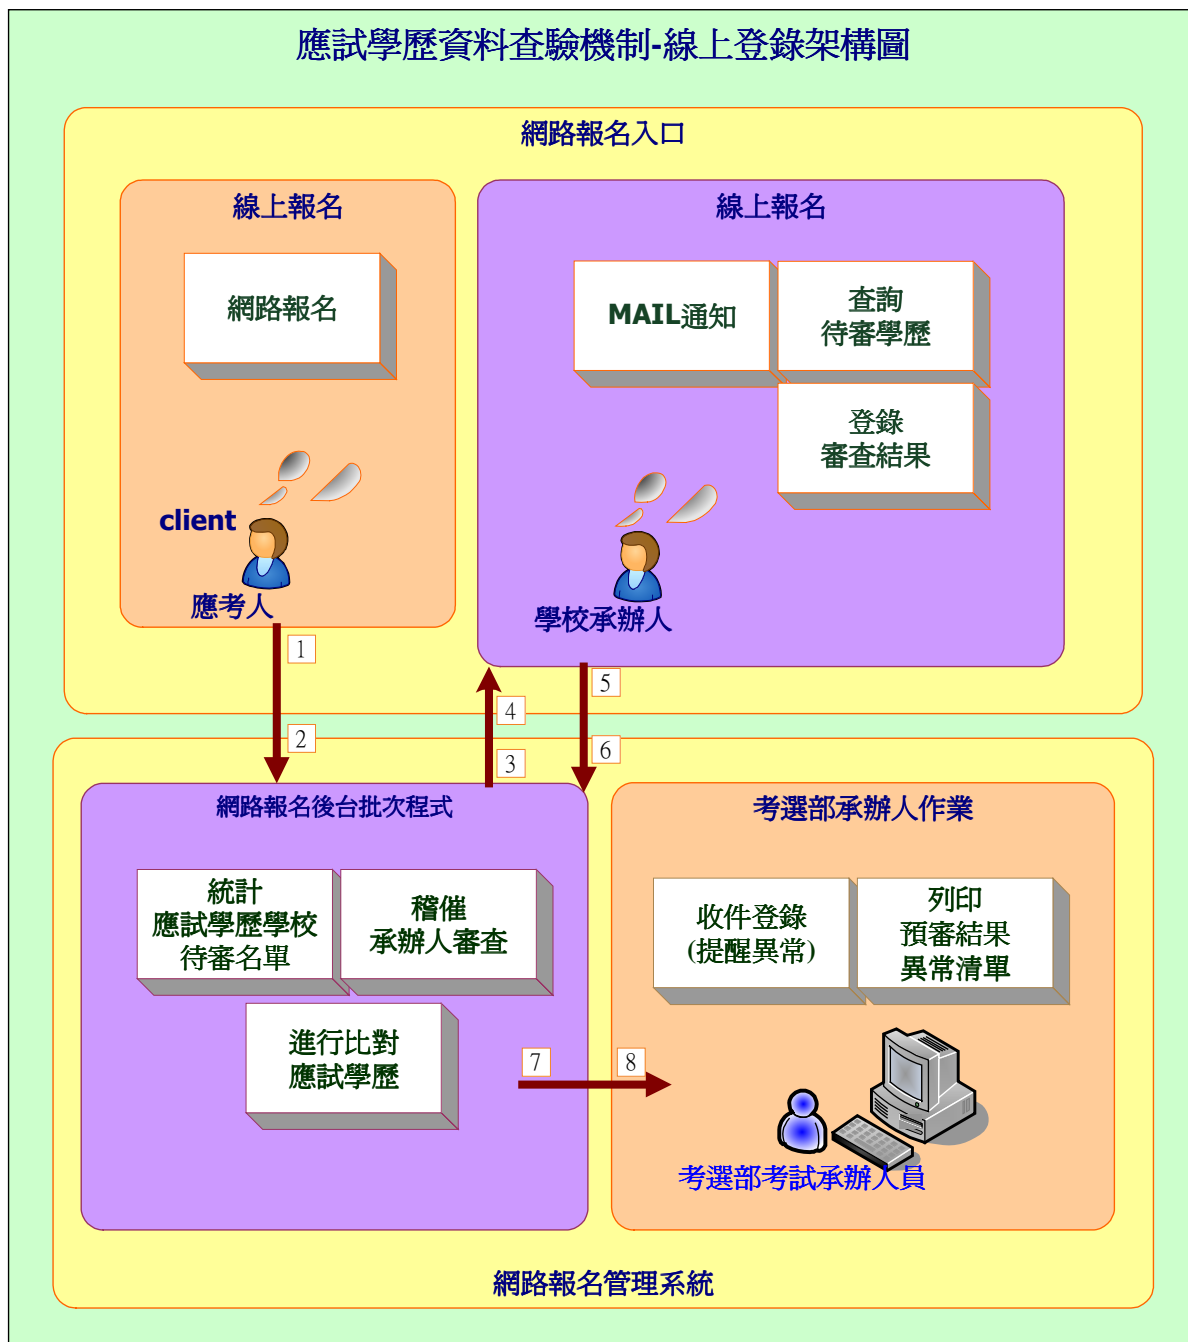 應試學歷資料查驗機制-線上登錄架構圖
網路報名入口
線上報名
網路報名
client
應考人
線上報名
MAIL通知
查詢
待審學歷
登錄
審查結果
學校承辦人
1
2
3
4
5
6
網路報名後台批次程式
統計
應試學歷學校
待審名單
稽催
承辦人審查
進行比對
應試學歷
7
8
考選部承辦人作業
收件登錄
(提醒異常)
列印
預審結果
異常清單
考選部考試承辦人員
網路報名管理系統